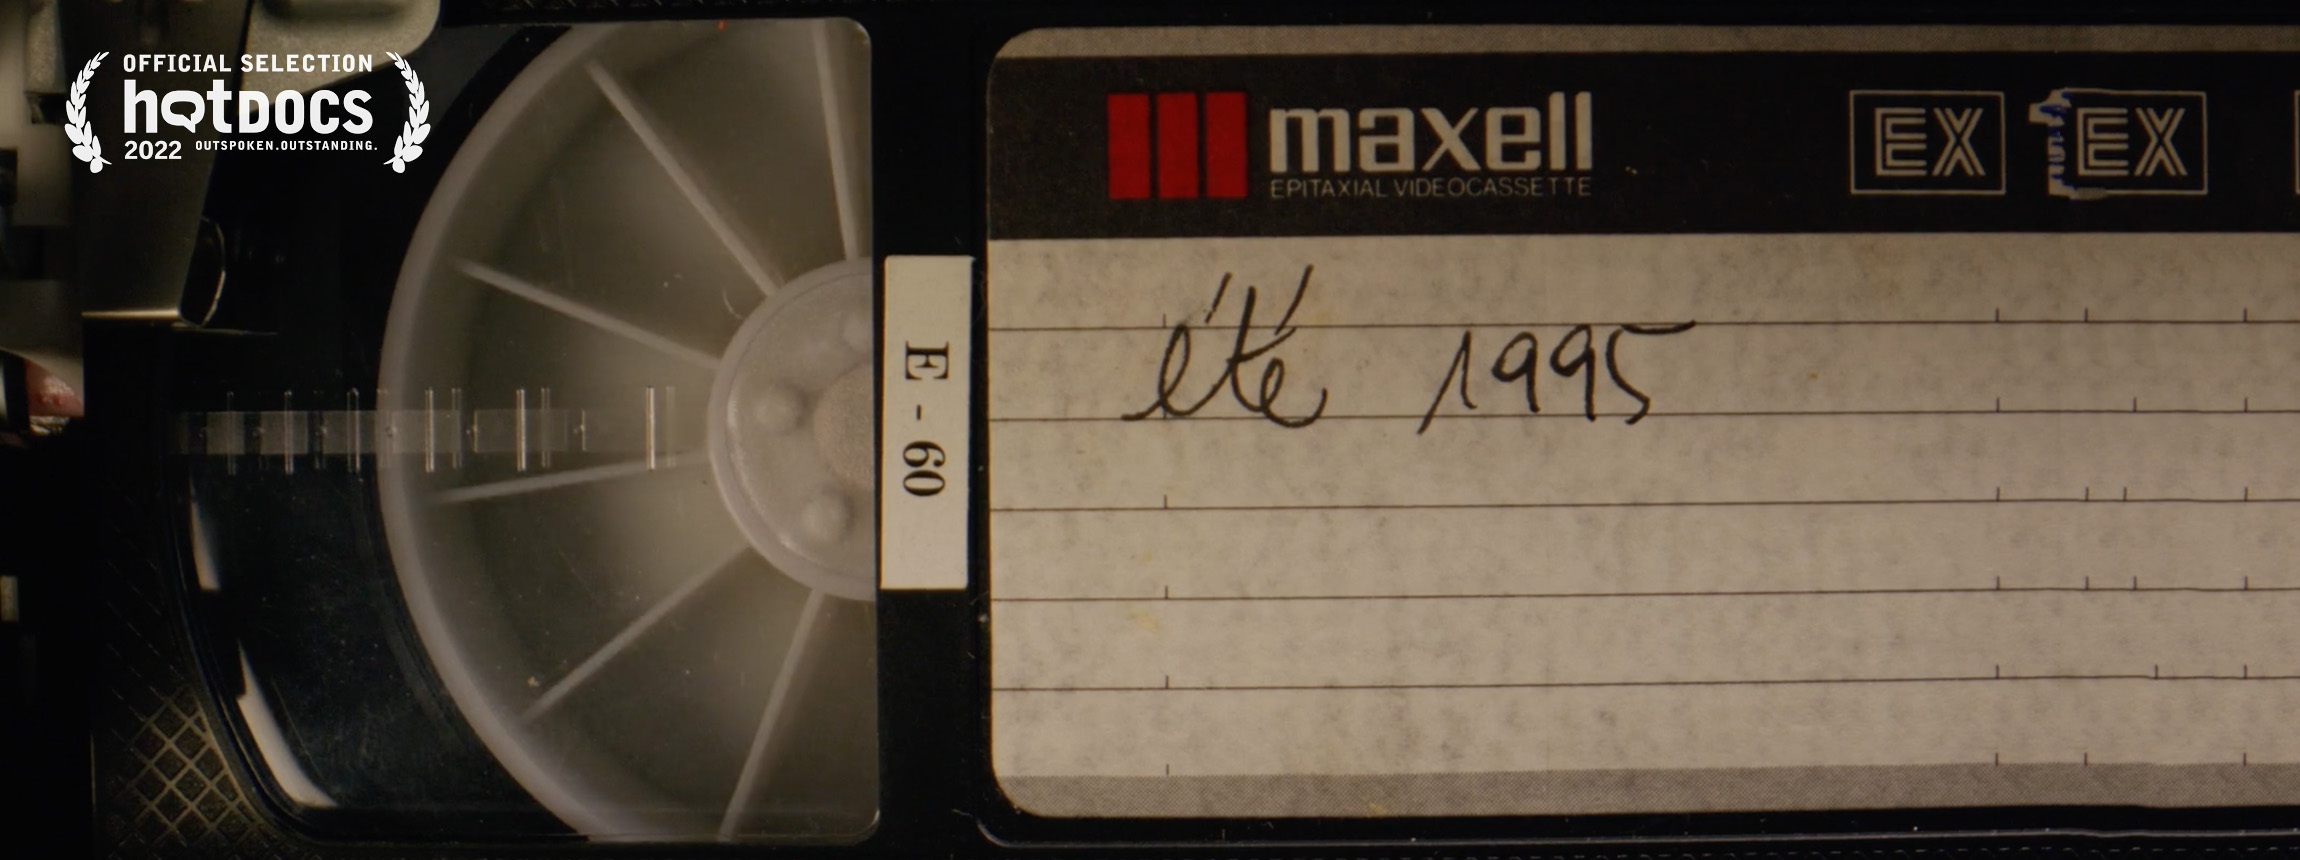 OFFICIAL SELECTION
hotDOCS
2022 OUTSPOKEN.OUTSTANDING.
maxell
EPITAXIAL VIDEOCASSETTE
EX EX
E-60
été 1995